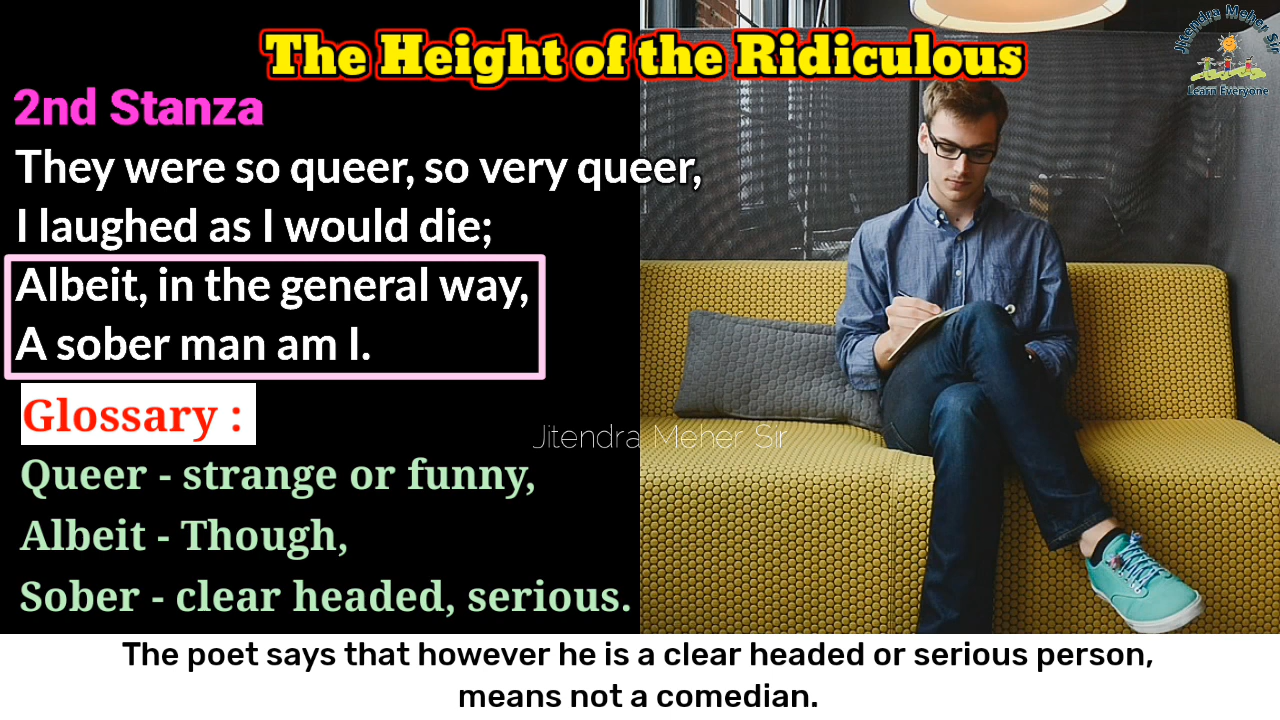 The Height of the Ridiculous
Jitendra Meher Sir
Learn Everyone
2nd Stanza
They were so queer, so very queer,
I laughed as I would die;
Albeit, in the general way,
A sober man am I.
Glossary :
Queer - strange or funny,
Albeit - Though,
Sober - clear headed, serious.
Jitendra Meher Sir
The poet says that however he is a clear headed or serious person,
means not a comedian.